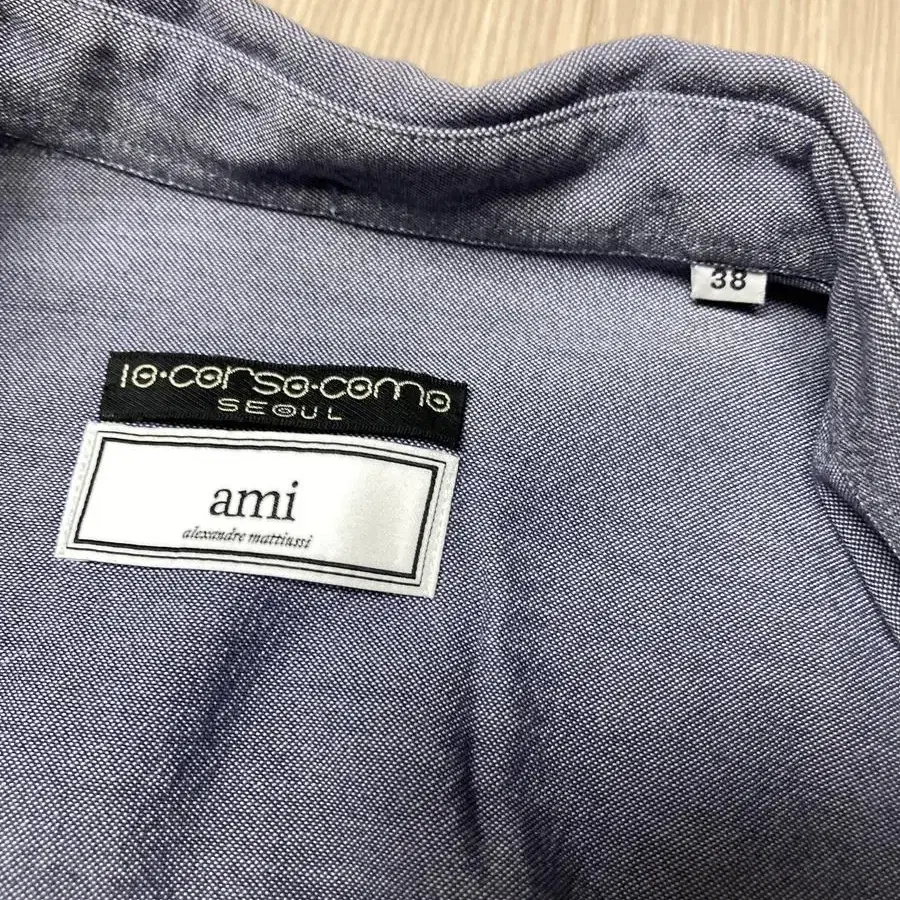 38
10·corso·como
SEOUL
ami
alexandre mattiussi